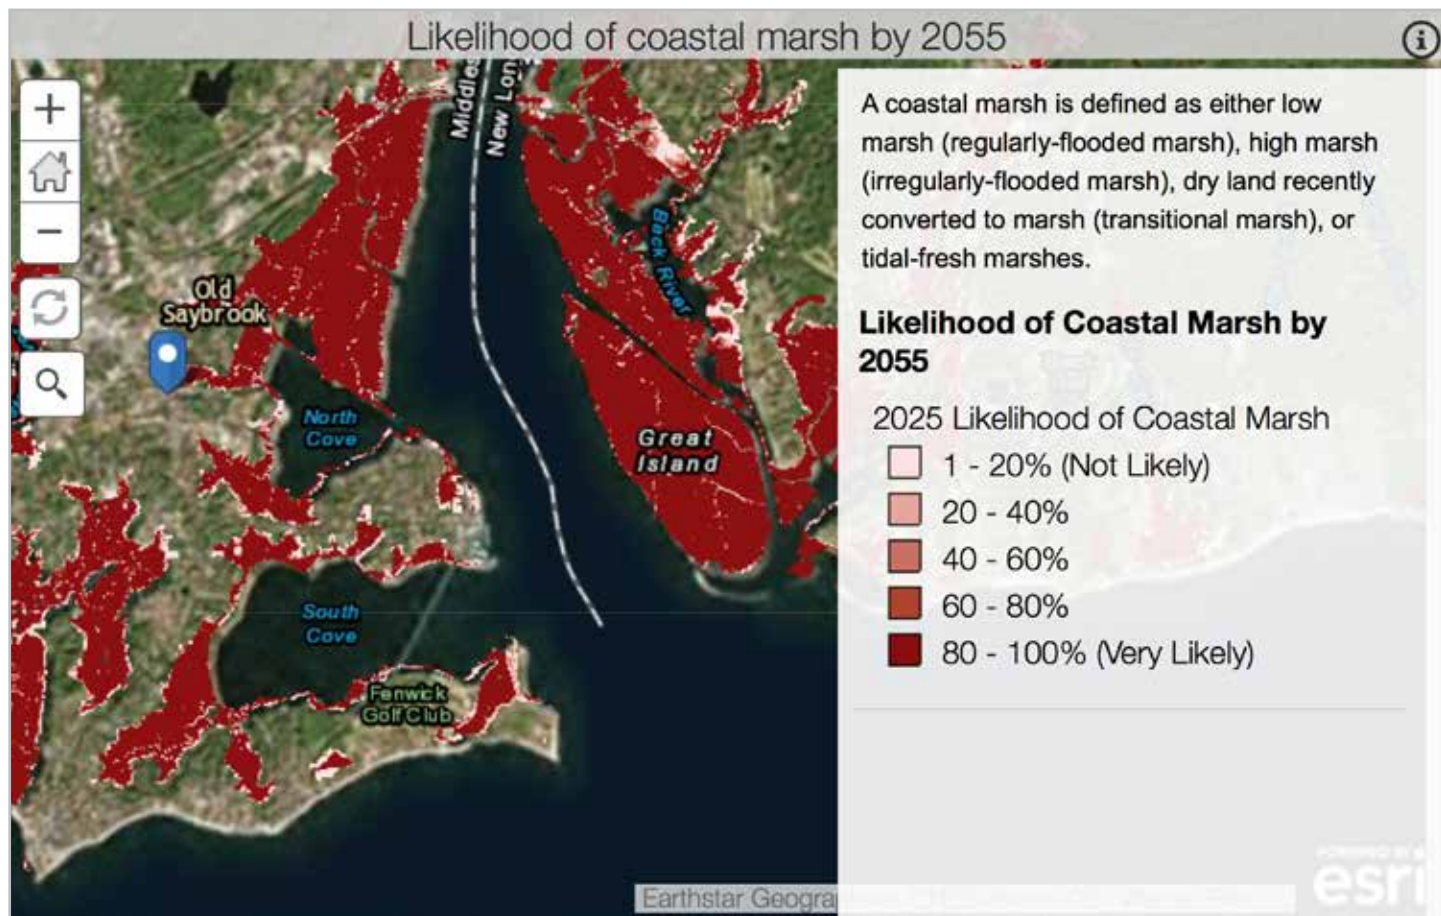 Likelihood of coastal marsh by 2055
A coastal marsh is defined as either low
marsh (regularly-flooded marsh), high marsh
(irregularly-flooded marsh), dry land recently
converted to marsh (transitional marsh), or
tidal-fresh marshes.
Likelihood of Coastal Marsh by
2055
2025 Likelihood of Coastal Marsh
1 - 20% (Not Likely)
20 - 40%
40 - 60%
60 - 80%
80 - 100% (Very Likely)
Middles
New Lon
Back River
Old
Saybrook
North
Cove
Great
Island
South
Cove
Fenwick
Golf Club
Earthstar Geogra
POWERED BY
esri